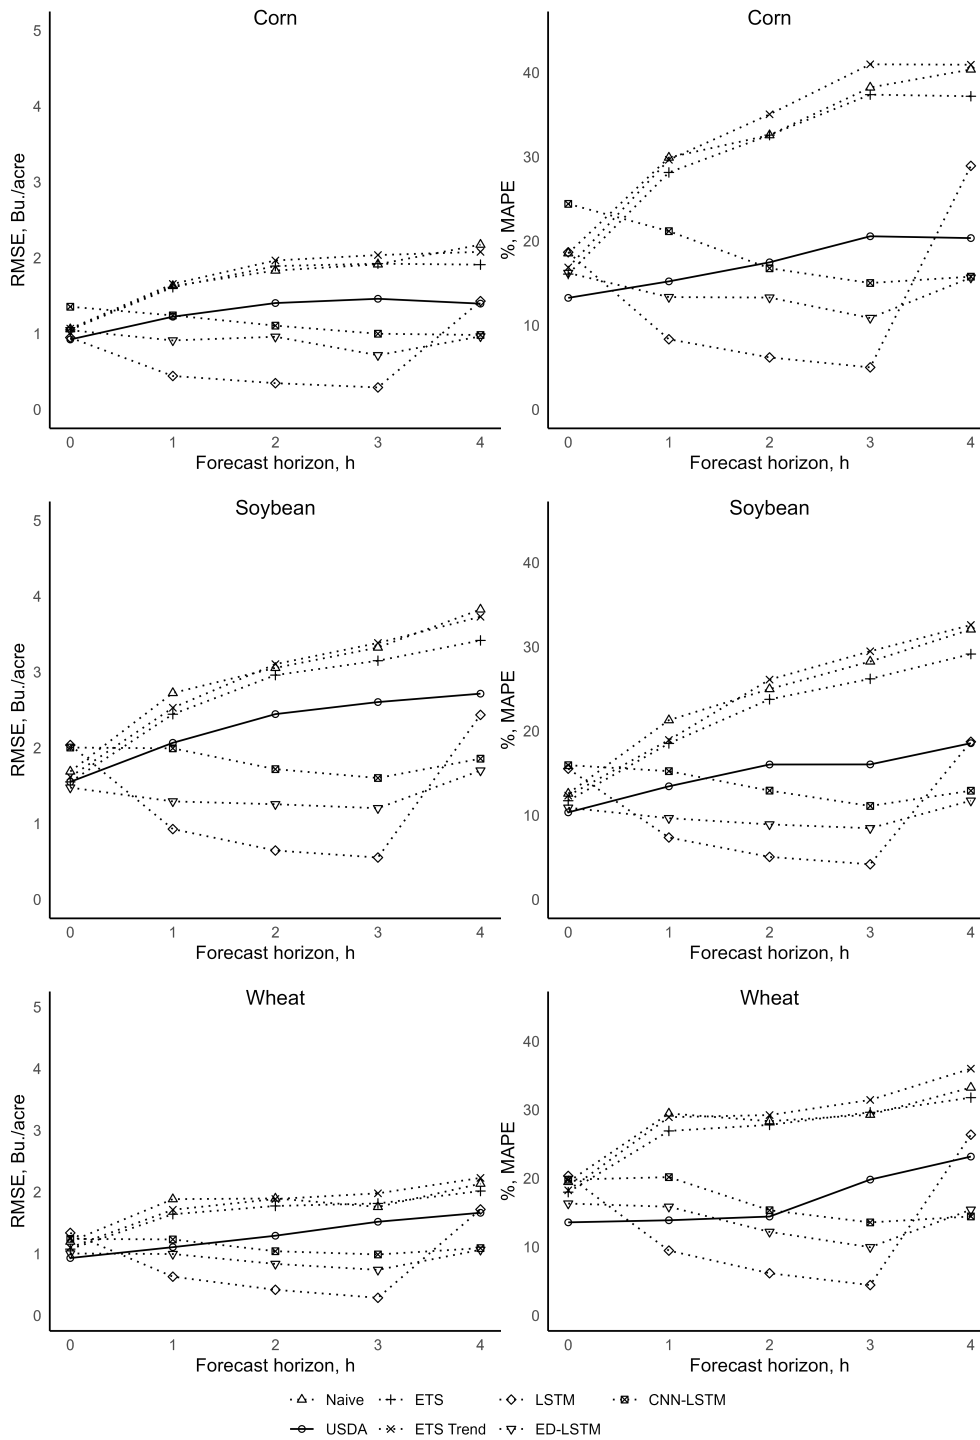 Corn
RMSE, Bu./acre
5
4
3
2
1
0
0 1 2 3 4
Forecast horizon, h
Corn
%, MAPE
40
30
20
10
0
0 1 2 3 4
Forecast horizon, h
Soybean
RMSE, Bu./acre
5
4
3
2
1
0
0 1 2 3 4
Forecast horizon, h
Soybean
%, MAPE
40
30
20
10
0
0 1 2 3 4
Forecast horizon, h
Wheat
RMSE, Bu./acre
5
4
3
2
1
0
0 1 2 3 4
Forecast horizon, h
Wheat
%, MAPE
40
30
20
10
0
0 1 2 3 4
Forecast horizon, h
Naive ETS LSTM CNN-LSTM
USDA ETS Trend ED-LSTM